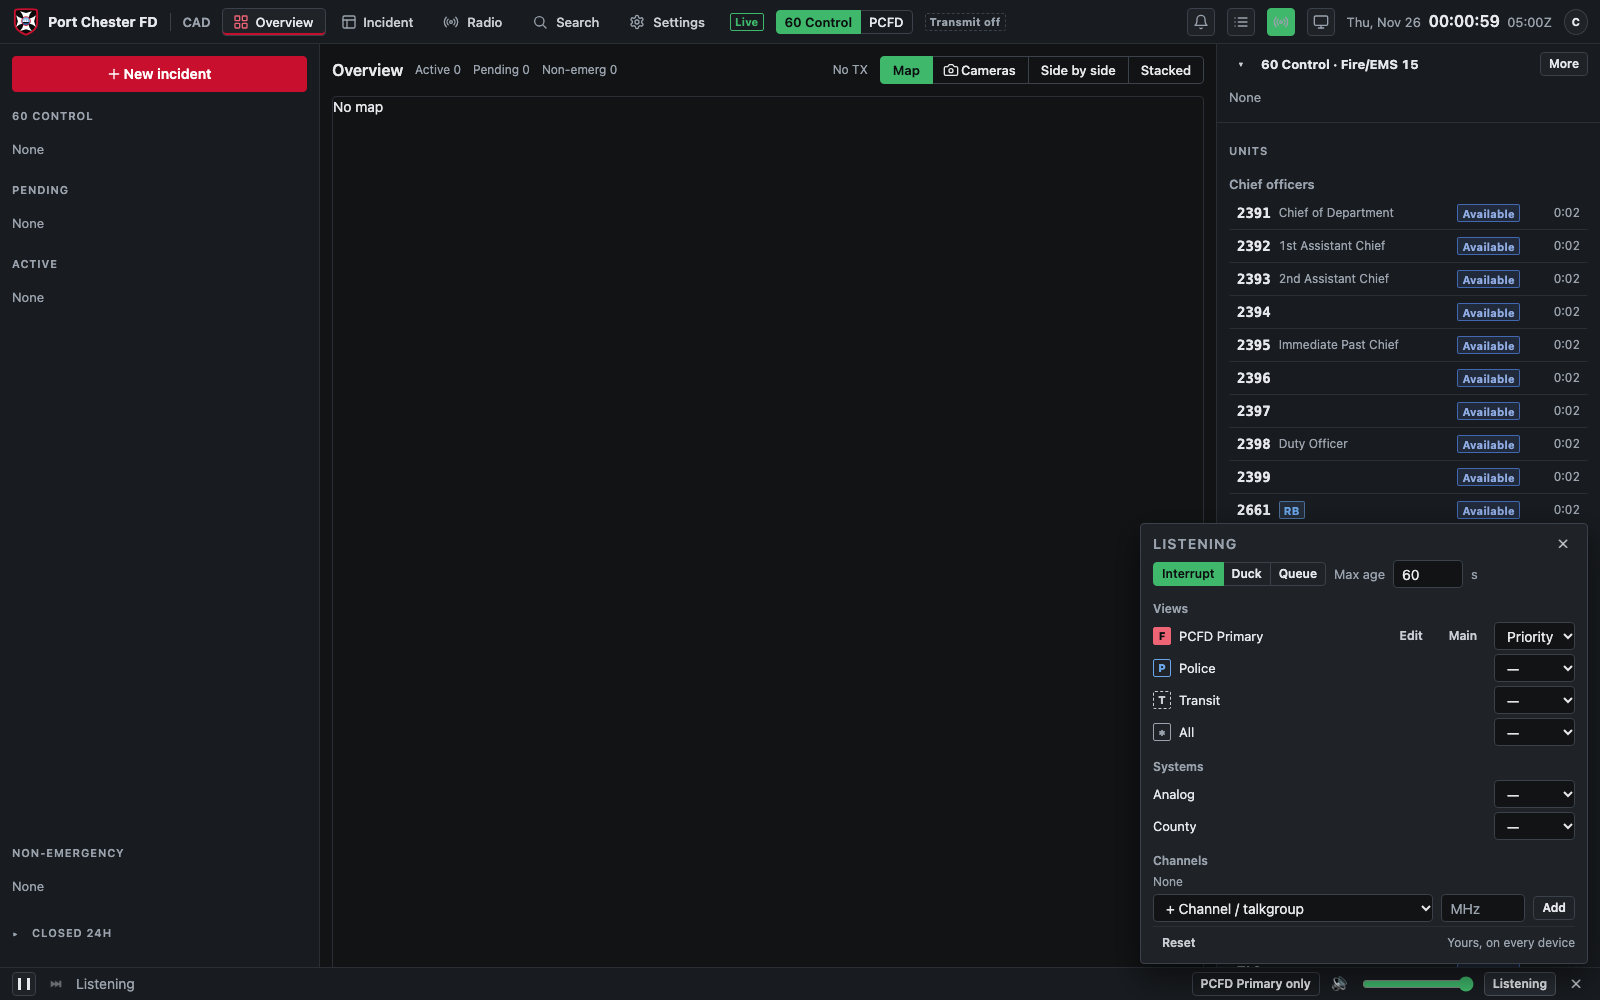 Port Chester FD
CAD
Overview
Incident
Radio
Search
Settings
Live
60 Control
PCFD
Transmit off
Thu, Nov 26 00:00:59 05:00Z
C
+ New incident
60 CONTROL
None
PENDING
None
ACTIVE
None
NON-EMERGENCY
None
CLOSED 24H
Overview Active 0 Pending 0 Non-emerg 0
No TX
Map
Cameras
Side by side
Stacked
No map
60 Control · Fire/EMS 15
More
None
UNITS
Chief officers
2391 Chief of Department Available 0:02
2392 1st Assistant Chief Available 0:02
2393 2nd Assistant Chief Available 0:02
2394 Available 0:02
2395 Immediate Past Chief Available 0:02
2396 Available 0:02
2397 Available 0:02
2398 Duty Officer Available 0:02
2399 Available 0:02
2661 RB Available 0:02
LISTENING
Interrupt Duck Queue Max age 60 s
Views
F PCFD Primary Edit Main Priority
P Police —
T Transit —
All —
Systems
Analog —
County —
Channels
None
+ Channel / talkgroup MHz Add
Reset Yours, on every device
Listening
PCFD Primary only
Listening